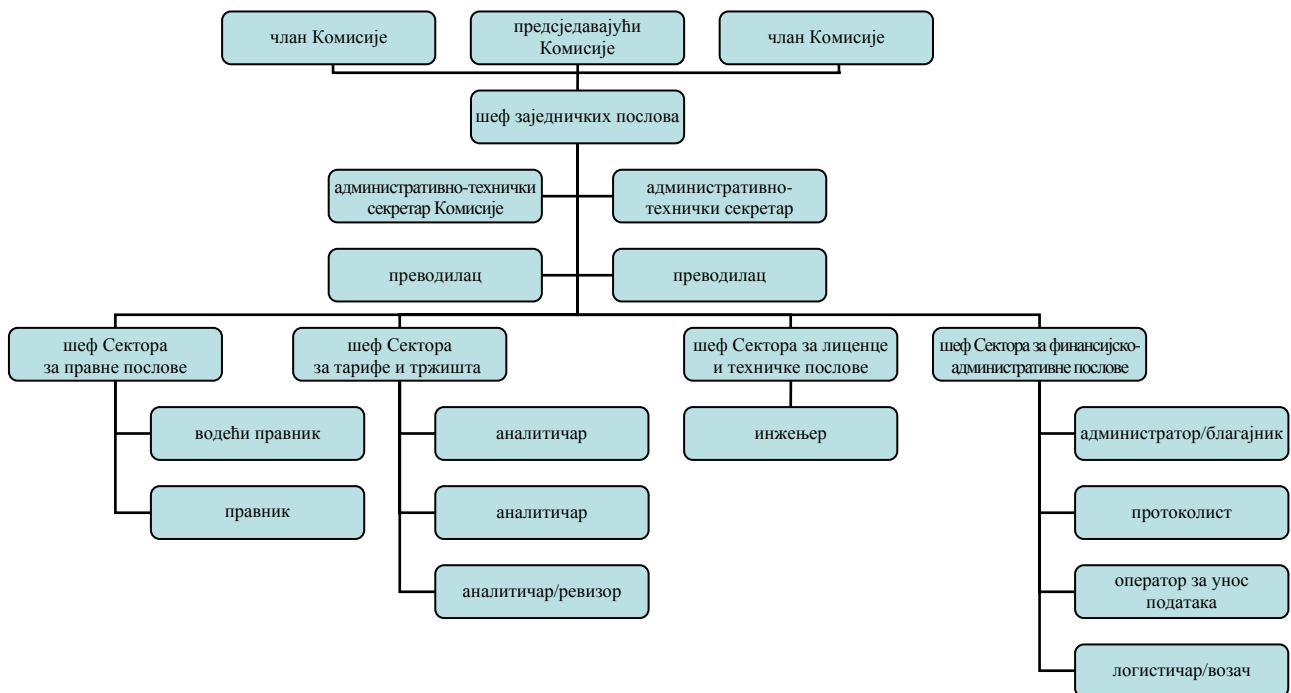 члан Комисије
предсједавајући
Комисије
члан Комисије
шеф заједничких послова
административно-технички
секретар Комисије
административно-
технички секретар
преводилац
преводилац
шеф Сектора
за правне послове
шеф Сектора
за тарифе и тржишта
шеф Сектора за лиценце
и техничке послове
шеф Сектора за финансијско-
административне послове
водећи правник
правник
аналитичар
аналитичар
аналитичар/ревизор
инжењер
администратор/благајник
протоколист
оператор за унос
података
логистичар/возач